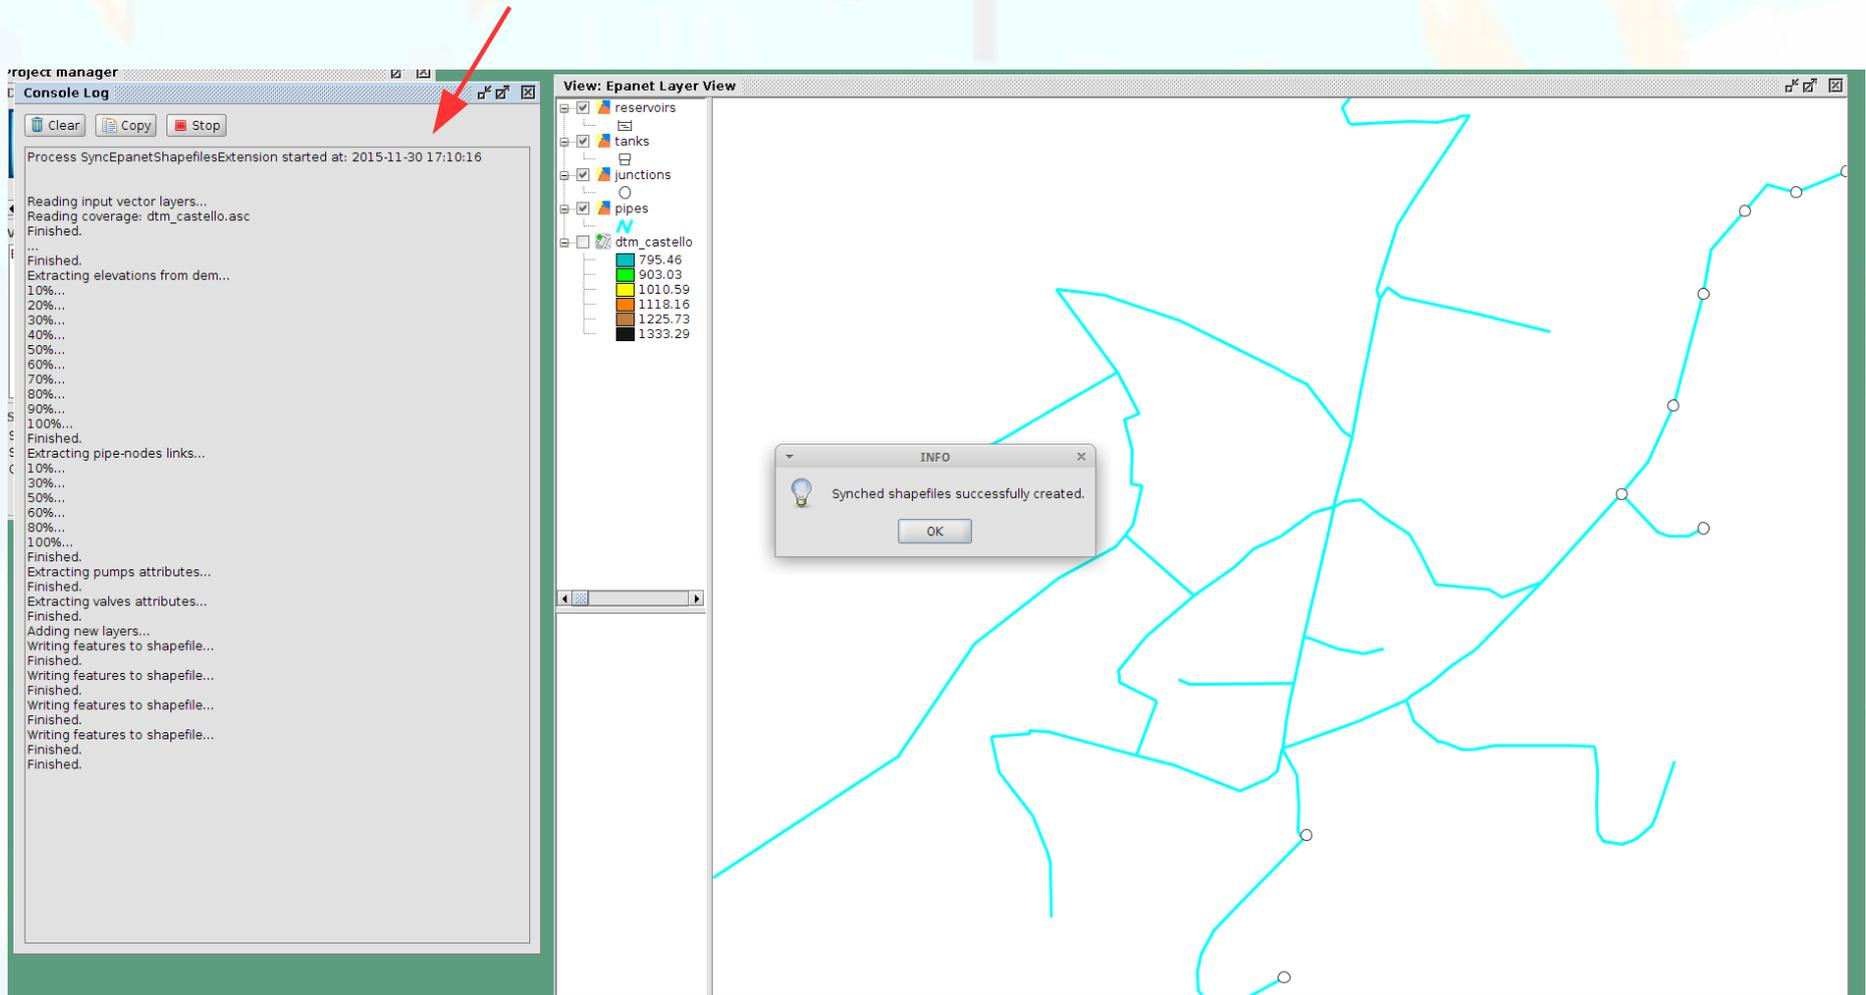 Project manager
Console Log
Clear
Copy
Stop
Process SyncEpanetShapefilesExtension started at: 2015-11-30 17:10:16
Reading input vector layers...
Reading coverage: dtm_castello.asc
Finished.
...
Finished.
Extracting elevations from dem...
10%...
20%...
30%...
40%...
50%...
60%...
70%...
80%...
90%...
100%...
Finished.
Extracting pipe-nodes links...
10%...
30%...
50%...
60%...
80%...
100%...
Finished.
Extracting pumps attributes...
Finished.
Extracting valves attributes...
Finished.
Adding new layers...
Writing features to shapefile...
Finished.
Writing features to shapefile...
Finished.
Writing features to shapefile...
Finished.
Writing features to shapefile...
Finished.
Finished.
View: Epanet Layer View
reservoirs
tanks
junctions
pipes
dtm_castello
795.46
903.03
1010.59
1118.16
1225.73
1333.29
INFO
Synched shapefiles successfully created.
OK